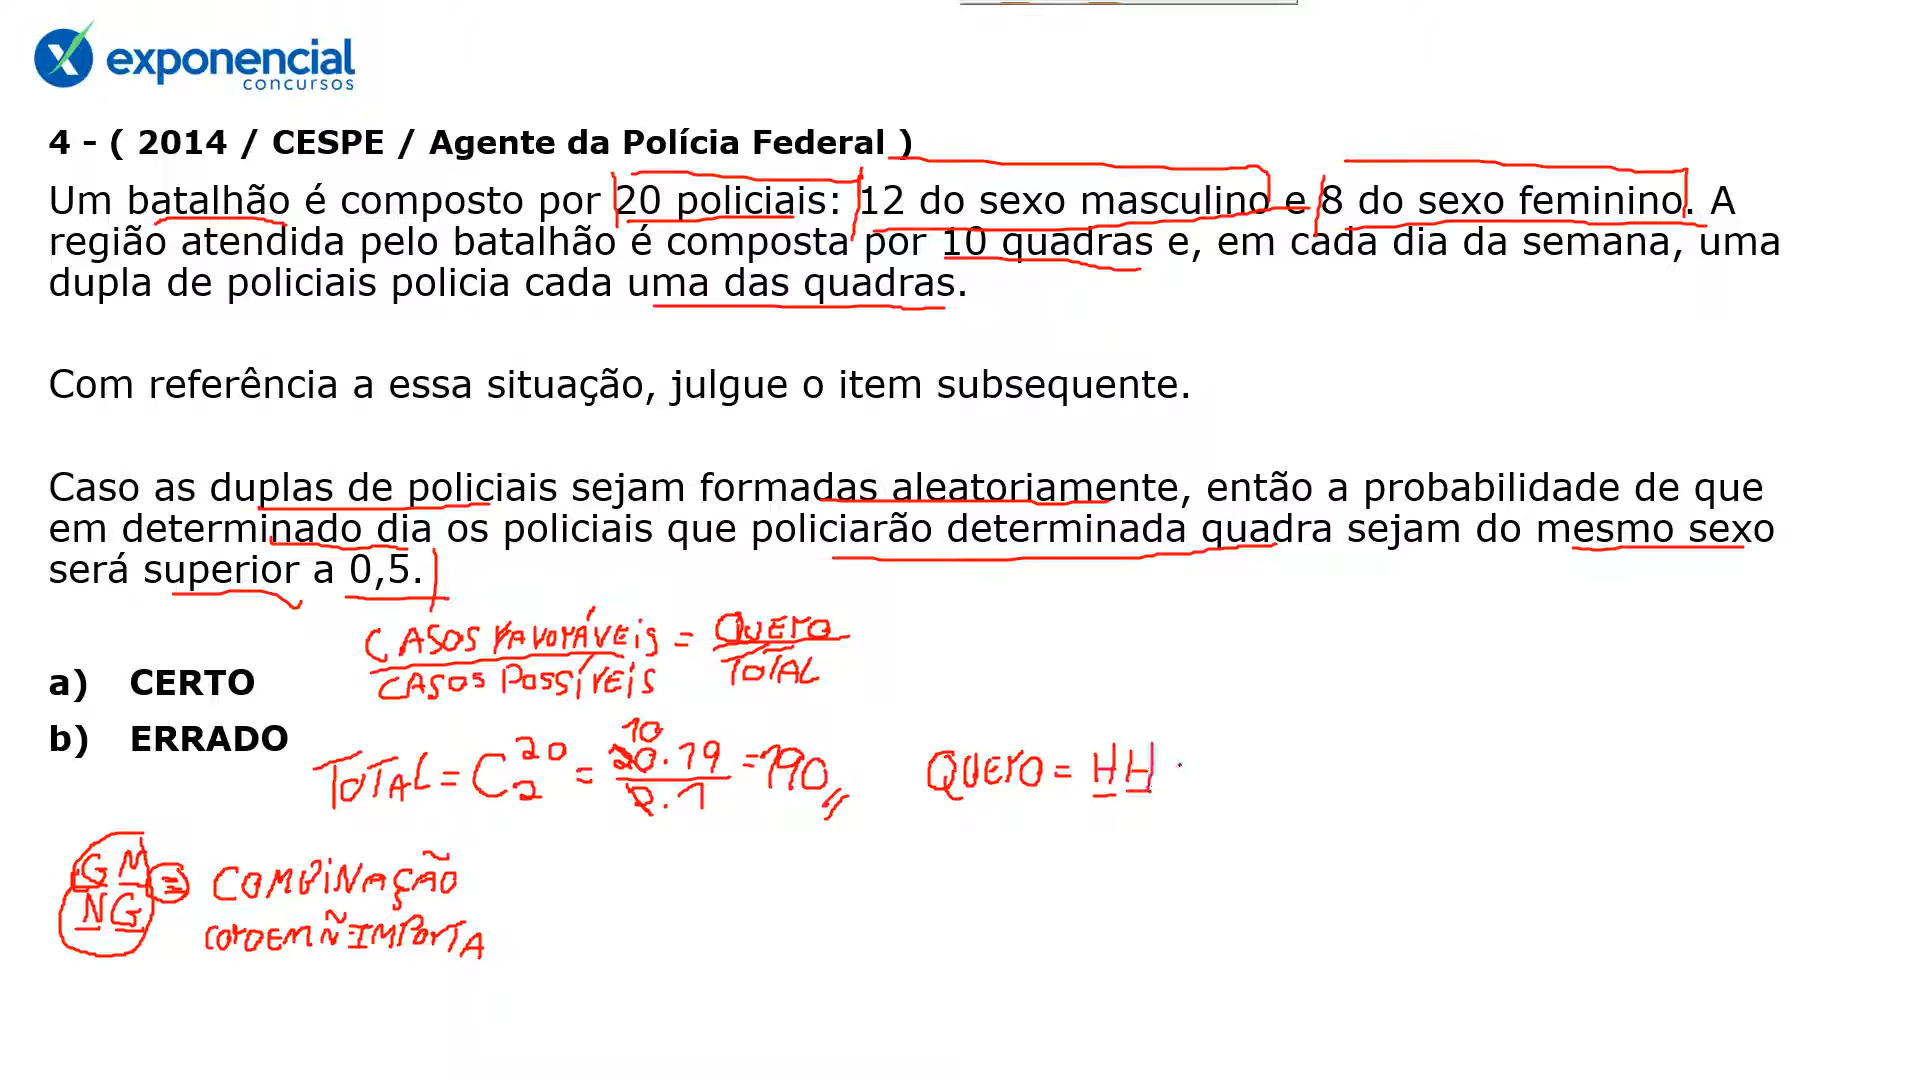 exponencial
concursos
4 - ( 2014 / CESPE / Agente da Polícia Federal )
Um batalhão é composto por 20 policiais: 12 do sexo masculino e 8 do sexo feminino. A
região atendida pelo batalhão é composta por 10 quadras e, em cada dia da semana, uma
dupla de policiais policia cada uma das quadras.
Com referência a essa situação, julgue o item subsequente.
Caso as duplas de policiais sejam formadas aleatoriamente, então a probabilidade de que
em determinado dia os policiais que policiarão determinada quadra sejam do mesmo sexo
será superior a 0,5.
CASOS FAVORÁVEIS = QUERO
CASOS POSSÍVEIS TOTAL
a) CERTO
b) ERRADO
10
TOTAL = C 20 2 = 20.19 = 190
2.1
QUERO = H H
G N = COMBINAÇÃO
N G
ORDEM Ñ IMPORTA